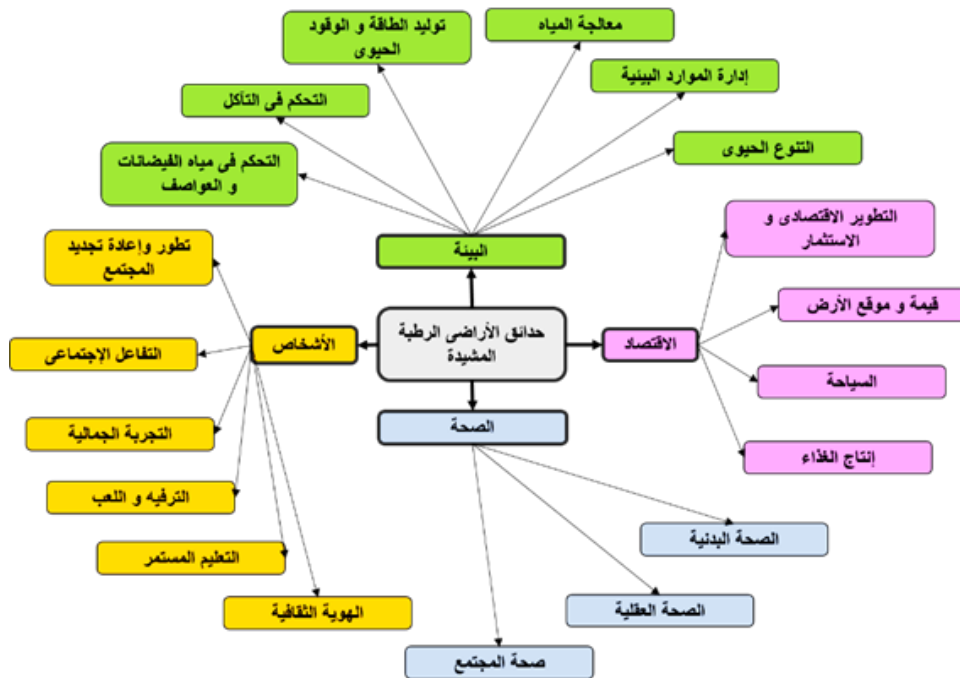 معالجة المياه
توليد الطاقة و الوقود
الحيوى
إدارة الموارد البيئية
التحكم فى التآكل
التنوع الحيوى
التحكم فى مياه الفيضانات
و العواصف
البيئة
التطوير الاقتصادى و
الاستثمار
تطور وإعادة تجديد
المجتمع
قيمة و موقع الأرض
حدائق الأراضى الرطبة
المشيدة
الاقتصاد
الأشخاص
التفاعل الإجتماعى
السياحة
الصحة
التجربة الجمالية
إنتاج الغذاء
الترفيه و اللعب
الصحة البدنية
التعليم المستمر
الصحة العقلية
الهوية الثقافية
صحة المجتمع